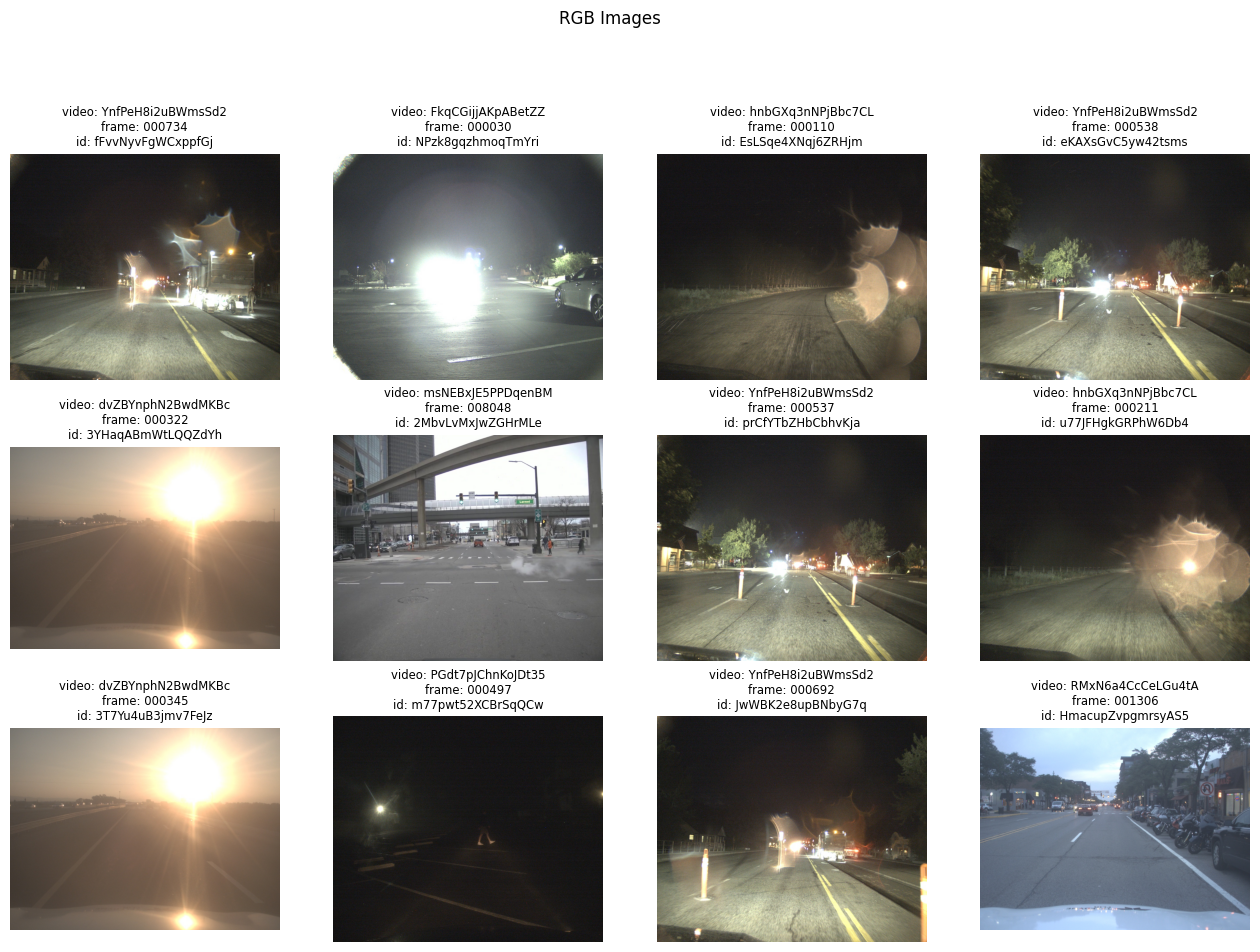 RGB Images
video: YnfPeH8i2uBWmsSd2
frame: 000734
id: fFvvNyvFgWCxppfGj
video: FkqCGijjAKpABetZZ
frame: 000030
id: NPzk8gqzhmoqTmYri
video: hnbGXq3nNPjBbc7CL
frame: 000110
id: EsLSqe4XNqj6ZRHjm
video: YnfPeH8i2uBWmsSd2
frame: 000538
id: eKAXsGvC5yw42tsms
video: dvZBYnphN2BwdMKBc
frame: 000322
id: 3YHaqABmWtLQQZdYh
video: msNEBxJE5PPDqenBM
frame: 008048
id: 2MbvLvMxJwZGHrMLe
video: YnfPeH8i2uBWmsSd2
frame: 000537
id: prCfYTbZHbCbhvKja
video: hnbGXq3nNPjBbc7CL
frame: 000211
id: u77JFHgkGRPhW6Db4
video: dvZBYnphN2BwdMKBc
frame: 000345
id: 3T7Yu4uB3jmv7FeJz
video: PGdt7pJChnKoJDt35
frame: 000497
id: m77pwt52XCBrSqQCw
video: YnfPeH8i2uBWmsSd2
frame: 000692
id: JwWBK2e8upBNbyG7q
video: RMxN6a4CcCeLGu4tA
frame: 001306
id: HmacupZvpgmrsyAS5